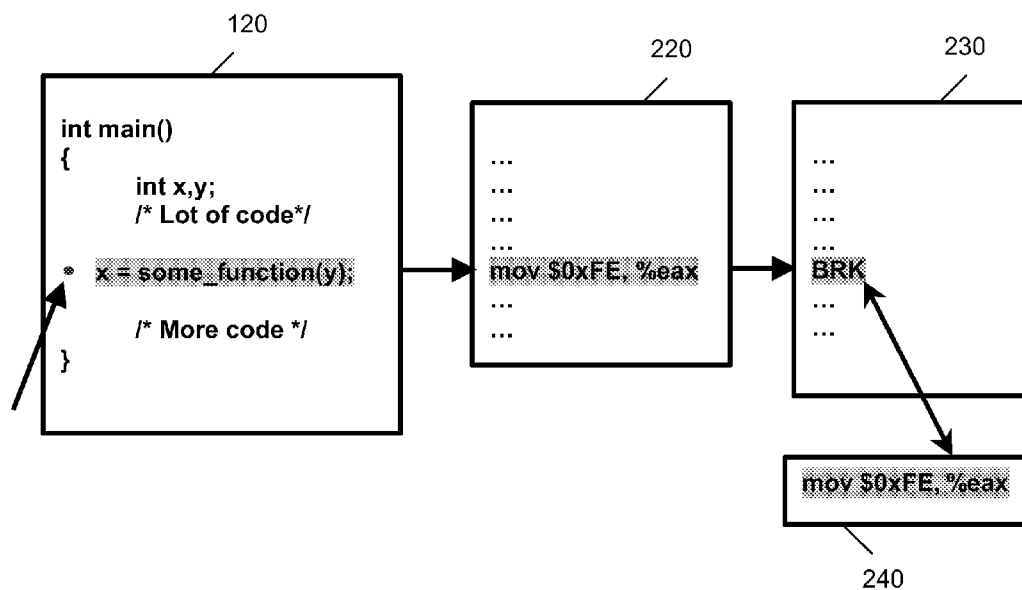 120
int main()
{
int x,y;
/* Lot of code*/
x = some_function(y);
/* More code */
}
220
...
...
...
...
mov $0xFE, %eax
...
...
230
...
...
...
...
BRK
...
...
mov $0xFE, %eax
240